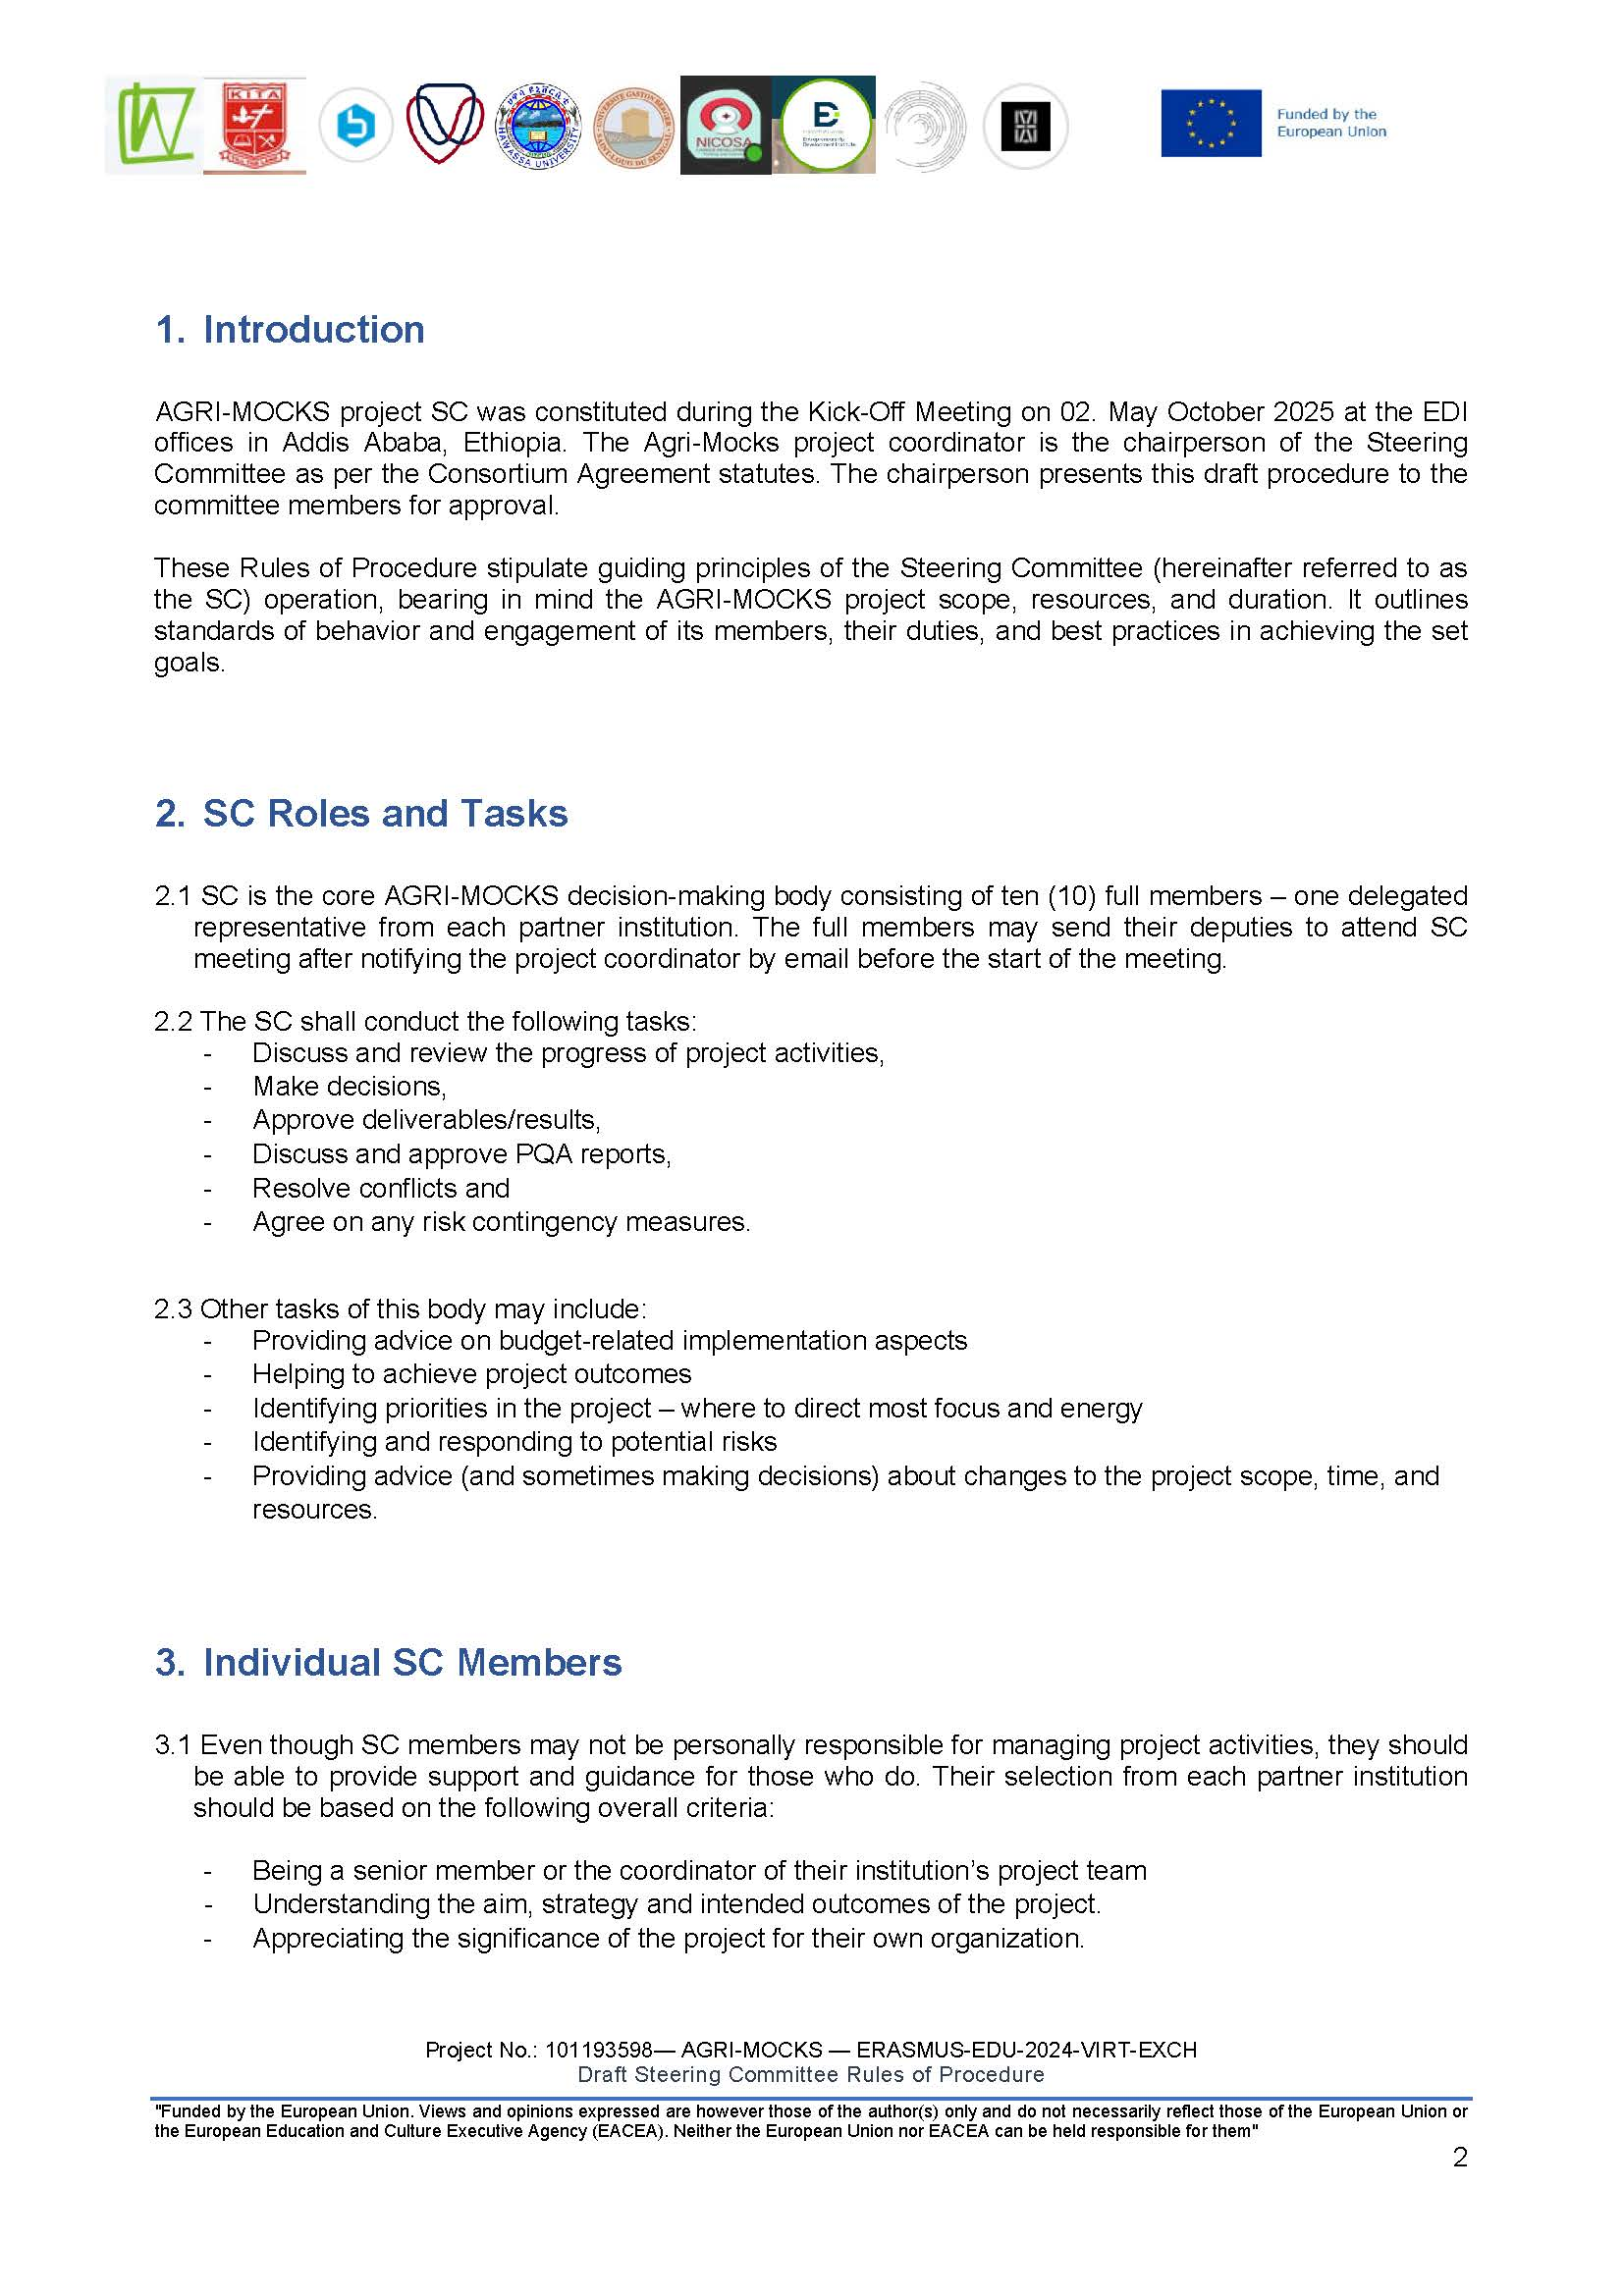 KITA
HAWASSA UNIVERSITY
NICOSA
E
Funded by the
European Union
1. Introduction
AGRI-MOCKS project SC was constituted during the Kick-Off Meeting on 02. May October 2025 at the EDI
offices in Addis Ababa, Ethiopia. The Agri-Mocks project coordinator is the chairperson of the Steering
Committee as per the Consortium Agreement statutes. The chairperson presents this draft procedure to the
committee members for approval.
These Rules of Procedure stipulate guiding principles of the Steering Committee (hereinafter referred to as
the SC) operation, bearing in mind the AGRI-MOCKS project scope, resources, and duration. It outlines
standards of behavior and engagement of its members, their duties, and best practices in achieving the set
goals.
2. SC Roles and Tasks
2.1 SC is the core AGRI-MOCKS decision-making body consisting of ten (10) full members – one delegated
representative from each partner institution. The full members may send their deputies to attend SC
meeting after notifying the project coordinator by email before the start of the meeting.
2.2 The SC shall conduct the following tasks:
- Discuss and review the progress of project activities,
- Make decisions,
- Approve deliverables/results,
- Discuss and approve PQA reports,
- Resolve conflicts and
- Agree on any risk contingency measures.
2.3 Other tasks of this body may include:
- Providing advice on budget-related implementation aspects
- Helping to achieve project outcomes
- Identifying priorities in the project – where to direct most focus and energy
- Identifying and responding to potential risks
- Providing advice (and sometimes making decisions) about changes to the project scope, time, and
resources.
3. Individual SC Members
3.1 Even though SC members may not be personally responsible for managing project activities, they should
be able to provide support and guidance for those who do. Their selection from each partner institution
should be based on the following overall criteria:
- Being a senior member or the coordinator of their institution's project team
- Understanding the aim, strategy and intended outcomes of the project.
- Appreciating the significance of the project for their own organization.
Project No.: 101193598— AGRI-MOCKS — ERASMUS-EDU-2024-VIRT-EXCH
Draft Steering Committee Rules of Procedure
"Funded by the European Union. Views and opinions expressed are however those of the author(s) only and do not necessarily reflect those of the European Union or
the European Education and Culture Executive Agency (EACEA). Neither the European Union nor EACEA can be held responsible for them"
2